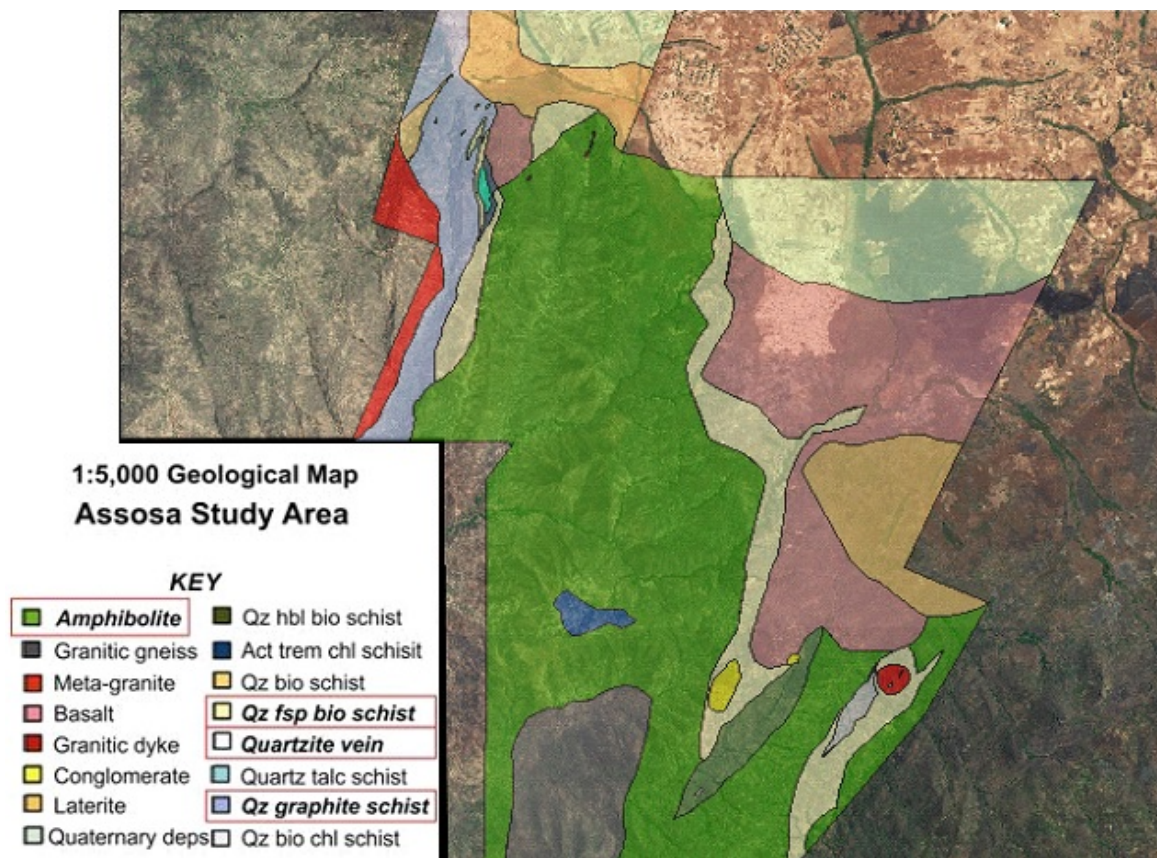 1:5,000 Geological Map
Assosa Study Area
KEY
Amphibolite
Granitic gneiss
Meta-granite
Basalt
Granitic dyke
Conglomerate
Laterite
Quaternary deps
Qz hbl bio schist
Act trem chl schisit
Qz bio schist
Qz fsp bio schist
Quartzite vein
Quartz talc schist
Qz graphite schist
Qz bio chl schist